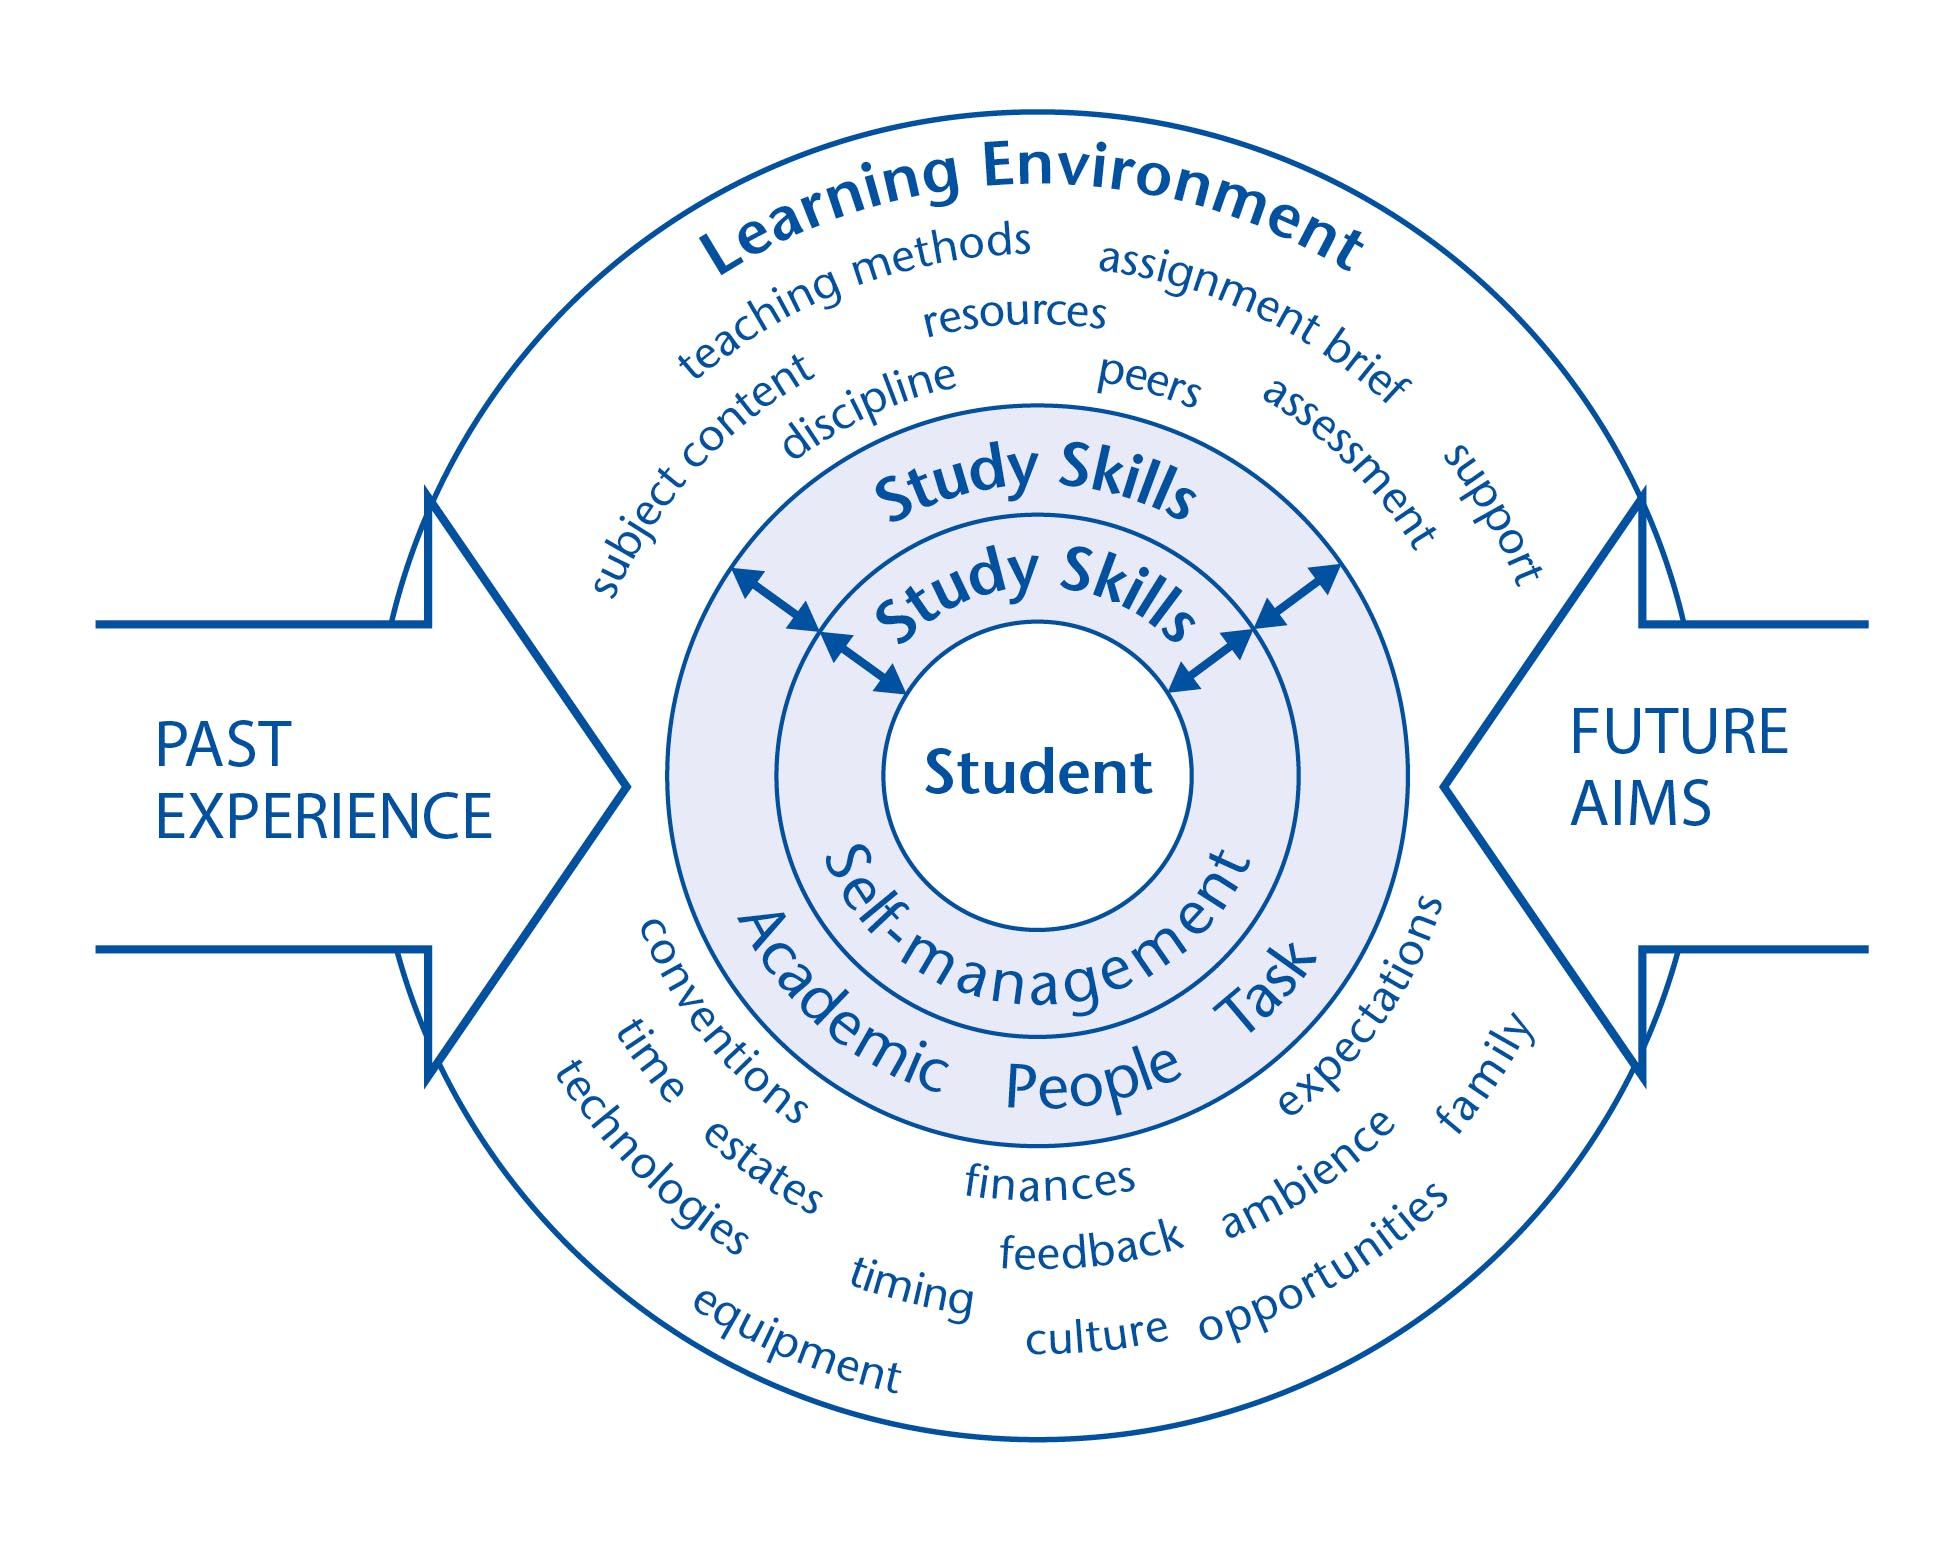 Learning Environment
teaching methods
assignment brief
resources
subject content
discipline
peers
assessment
support
Study Skills
Study Skills
Student
PAST
EXPERIENCE
FUTURE
AIMS
Self-management
Academic People Task
conventions
expectations
time
family
technologies
estates
finances
ambience
feedback
opportunities
timing
culture
equipment